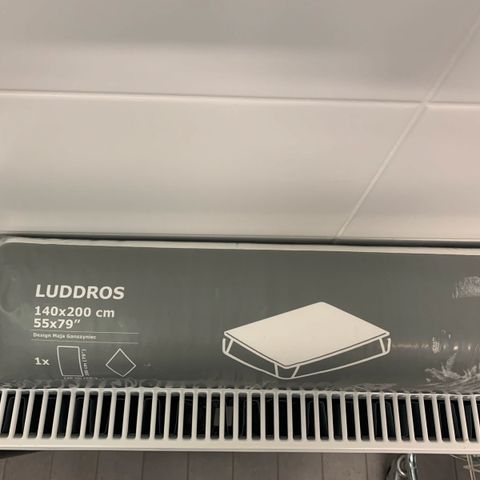 LUDDROS
140x200 cm
55x79”
Design Maja Ganszyniec
1x